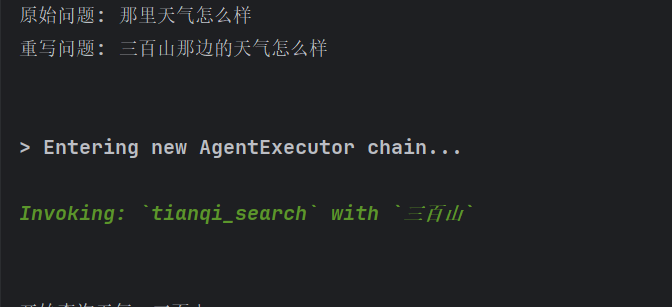 原始问题: 那里天气怎么样
重写问题: 三百山那边的天气怎么样
> Entering new AgentExecutor chain...
Invoking: `tianqi_search` with `三百山`